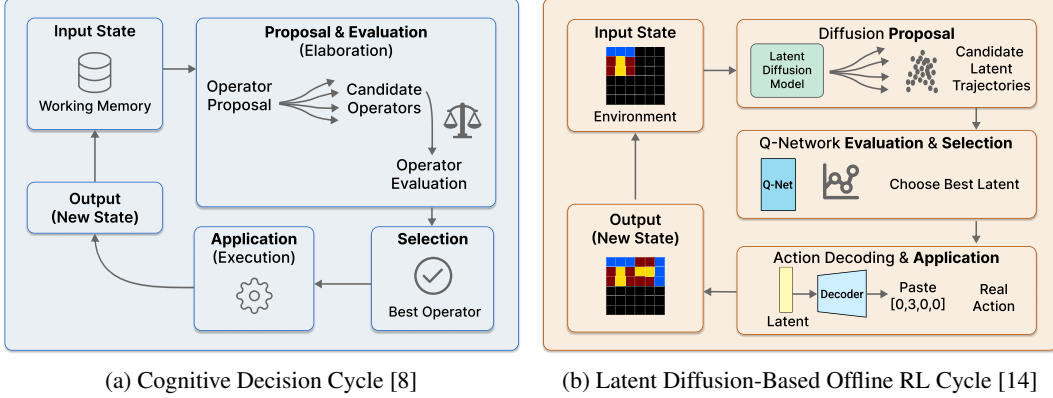 Input State
Working Memory
Proposal & Evaluation
(Elaboration)
Operator
Proposal
Candidate
Operators
Operator
Evaluation
Output
(New State)
Application
(Execution)
Selection
Best Operator
(a) Cognitive Decision Cycle [8]
Input State
Environment
Diffusion Proposal
Latent
Diffusion
Model
Candidate
Latent
Trajectories
Q-Network Evaluation & Selection
Q-Net
Choose Best Latent
Output
(New State)
Action Decoding & Application
Latent
Decoder
Paste
[0,3,0,0]
Real
Action
(b) Latent Diffusion-Based Offline RL Cycle [14]